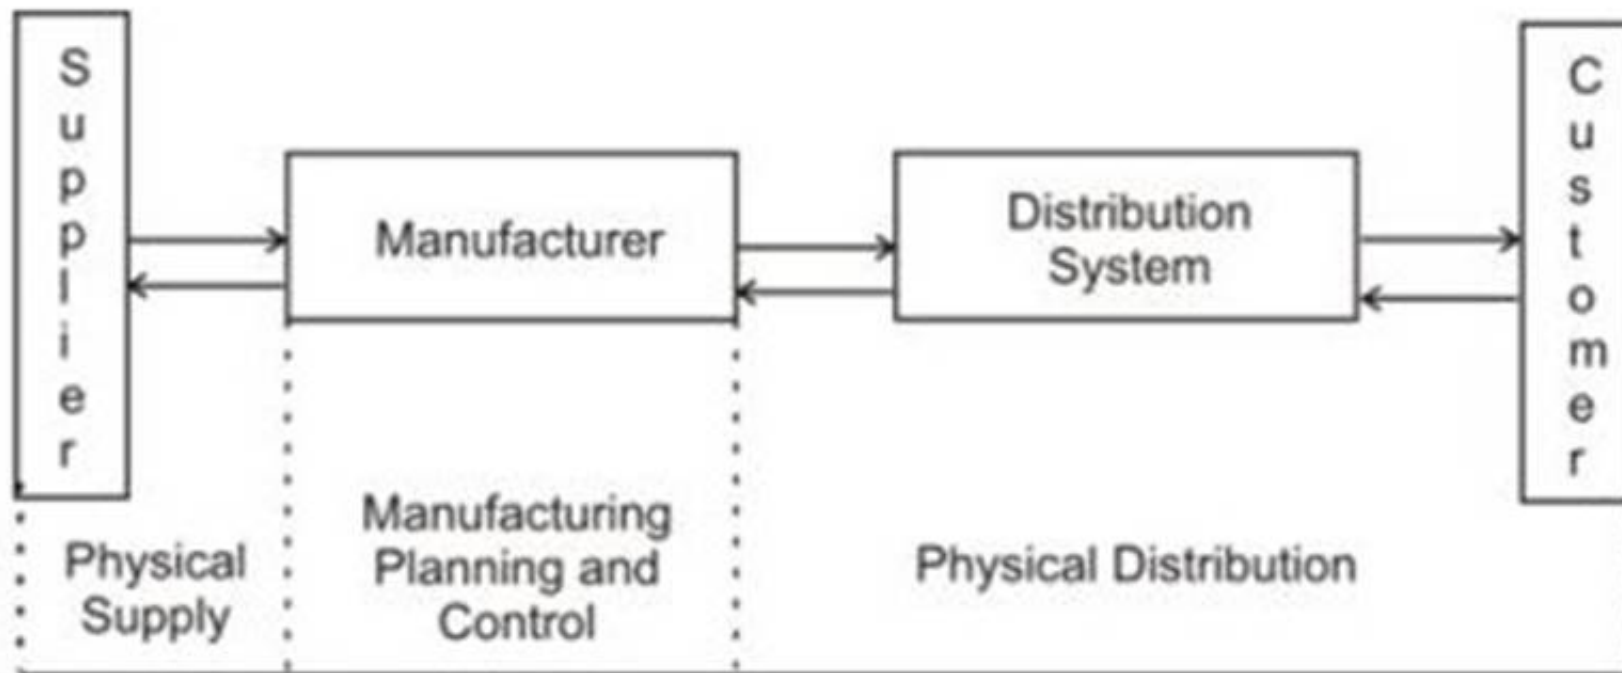 Supplier
Manufacturer
Distribution
System
Customer
Physical
Supply
Manufacturing
Planning and
Control
Physical Distribution